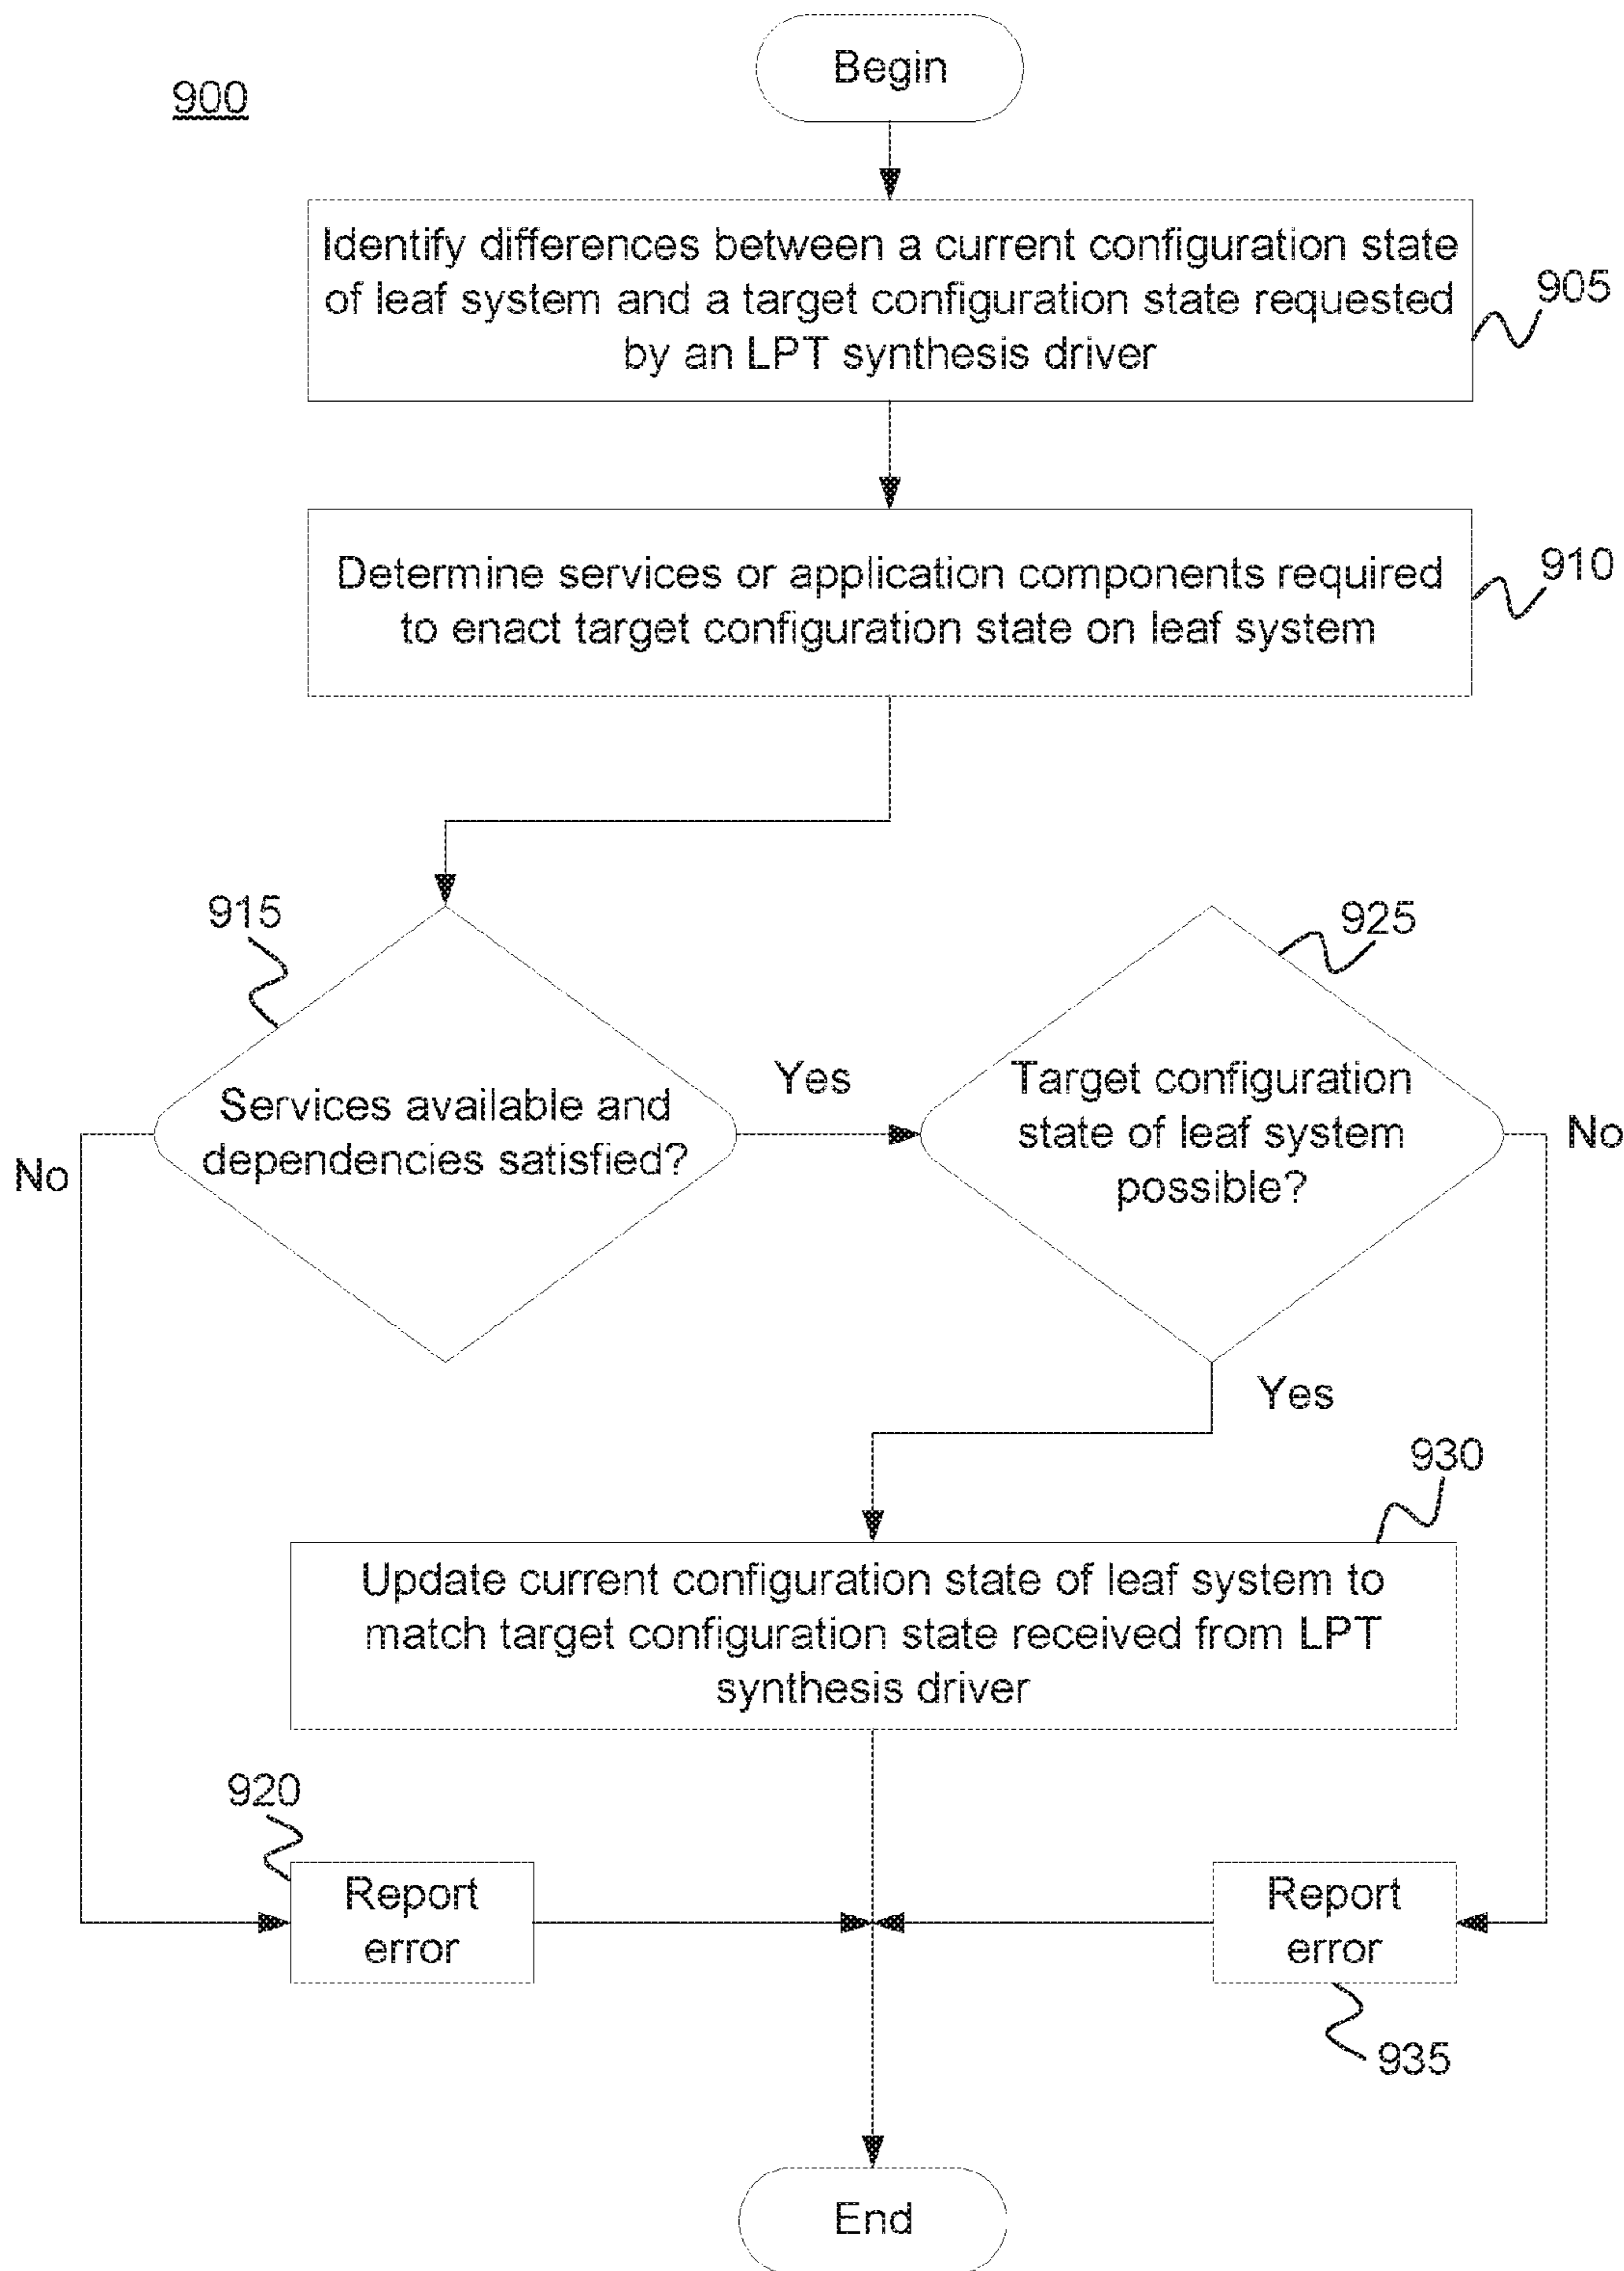 Begin
900
Identify differences between a current configuration state
of leaf system and a target configuration state requested
by an LPT synthesis driver
905
Determine services or application components required
to enact target configuration state on leaf system
910
915
925
Services available and
dependencies satisfied?
Yes
Target configuration
state of leaf system
possible?
No
No
Yes
930
Update current configuration state of leaf system to
match target configuration state received from LPT
synthesis driver
920
Report
error
Report
error
935
End